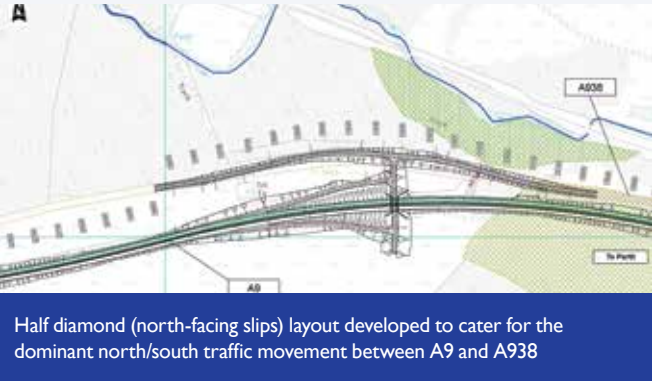 N
A938
To Perth
A9
Half diamond (north-facing slips) layout developed to cater for the
dominant north/south traffic movement between A9 and A938